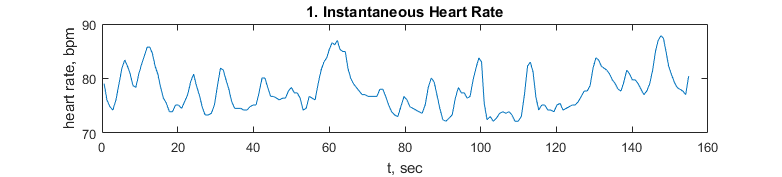 1. Instantaneous Heart Rate
heart rate, bpm
90
80
70
0 20 40 60 80 100 120 140 160
t, sec